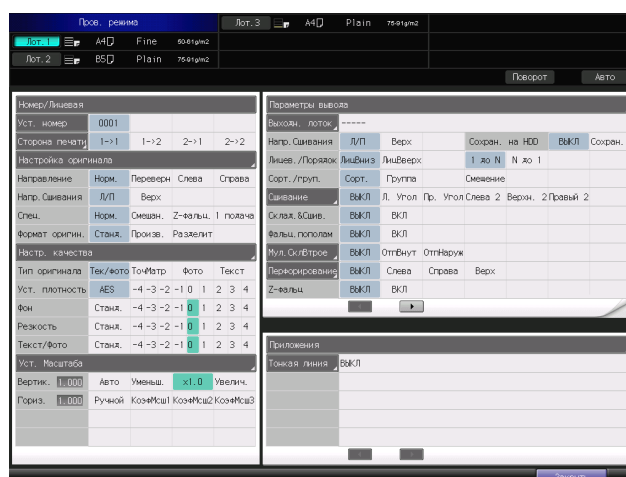 Пров. режима
Лот. 3 A4 Plain 75-91g/m2
Лот. 1 A4 Fine 50-61g/m2
Лот. 2 B5 Plain 75-91g/m2
Поворот Авто
Номер/Лицевая
Уст. номер 0001
Сторона печати 1->1 1->2 2->1 2->2
Настройка оригинала
Направление Норм. Переверн Слева Справа
Напр. Сшивания Л/П Верх
Спец. Норм. Смешан. Z-фальц. 1 подача
Формат оригин. Станд. Произв. Разделит
Настр. качества
Тип оригинала Тек/фото ТочМатр Фото Текст
Уст. плотность AES -4 -3 -2 -1 0 1 2 3 4
Фон Станд. -4 -3 -2 -1 0 1 2 3 4
Резкость Станд. -4 -3 -2 -1 0 1 2 3 4
Текст/Фото Станд. -4 -3 -2 -1 0 1 2 3 4
Уст. Масштаба
Вертик. 1.000 Авто Уменьш. x1.0 Увелич.
Гориз. 1.000 Ручной КоэфМсш1 КоэфМсш2 КоэфМсш3
Параметры вывода
Выходн. лоток -----
Напр. Сшивания Л/П Верх Сохран. на HDD ВЫКЛ Сохран.
Лицев. /Порядок ЛицВниз ЛицВверх 1 до N N до 1
Сорт. /груп. Сорт. Группа Смещение
Сшивание ВЫКЛ Л. Угол Пр. Угол Слева 2 Верхн. 2 Правый 2
Склад. &Сшив. ВЫКЛ ВКЛ
Фальц. пополам ВЫКЛ ВКЛ
Мул. СклВтрое ВЫКЛ ОтпВнут ОтпНаруж
Перфорирование ВЫКЛ Слева Справа Верх
Z-фальц ВЫКЛ ВКЛ
Приложения
Тонкая линия ВЫКЛ
Закрыть